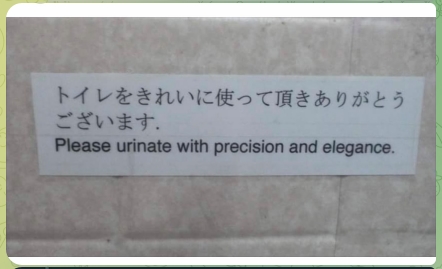 トイレをきれいに使って頂きありがとう
ございます.
Please urinate with precision and elegance.